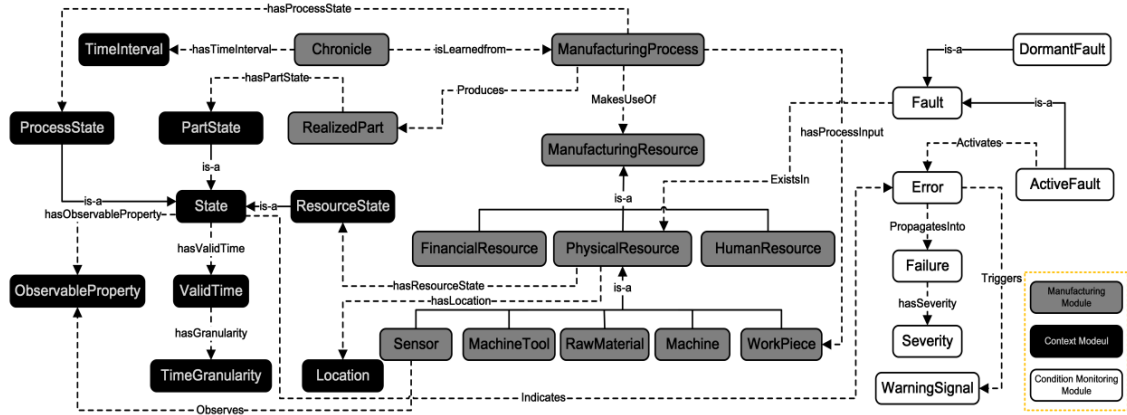 hasProcessState
TimeInterval
hasTimeInterval
Chronicle
isLearnedfrom
ManufacturingProcess
DormantFault
is-a
hasPartState
Produces
MakesUseOf
Fault
is-a
ProcessState
PartState
RealizedPart
hasProcessInput
ManufacturingResource
Activates
is-a
ExistsIn
Error
ActiveFault
is-a
State
is-a
ResourceState
is-a
hasObservableProperty
PropagatesInto
hasValidTime
FinancialResource
PhysicalResource
HumanResource
Failure
Triggers
ObservableProperty
ValidTime
hasResourceState
hasLocation
is-a
hasSeverity
Manufacturing
Module
hasGranularity
Sensor
MachineTool
RawMaterial
Machine
WorkPiece
Severity
Context Modeul
TimeGranularity
Location
WarningSignal
Condition Monitoring
Module
Observes
Indicates